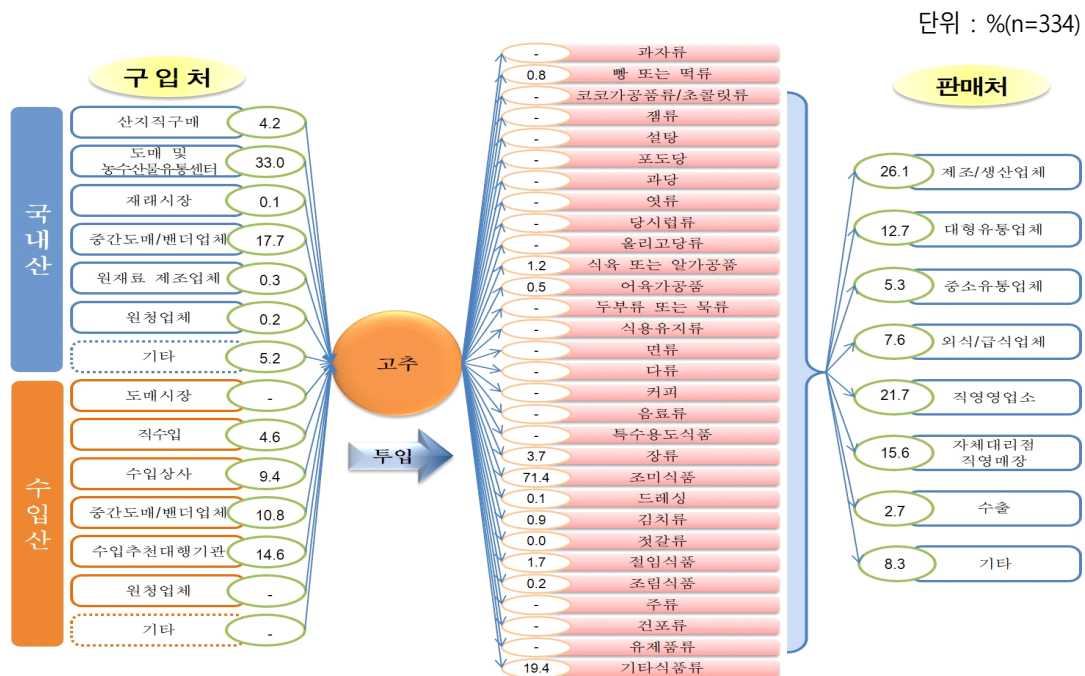 단위 : %(n=334)
구 입 처
국내산
산지직구매 4.2
도매 및
농수산물유통센터 33.0
재래시장 0.1
중간도매/밴더업체 17.7
원재료 제조업체 0.3
원청업체 0.2
기타 5.2
수입산
도매시장 -
직수입 4.6
수입상사 9.4
중간도매/밴더업체 10.8
수입추천대행기관 14.6
원청업체 -
기타 -
고추
투입
- 과자류
0.8 빵 또는 떡류
- 코코가공품류/초콜릿류
- 잼류
- 설탕
- 포도당
- 과당
- 엿류
- 당시럽류
- 올리고당류
1.2 식육 또는 알가공품
0.5 어육가공품
- 두부류 또는 묵류
- 식용유지류
- 면류
- 다류
- 커피
- 음료류
- 특수용도식품
3.7 장류
71.4 조미식품
0.1 드레싱
0.9 김치류
0.0 젓갈류
1.7 절임식품
0.2 조림식품
- 주류
- 건포류
- 유제품류
19.4 기타식품류
판매처
26.1 제조/생산업체
12.7 대형유통업체
5.3 중소유통업체
7.6 외식/급식업체
21.7 직영영업소
15.6 자체대리점
직영매장
2.7 수출
8.3 기타